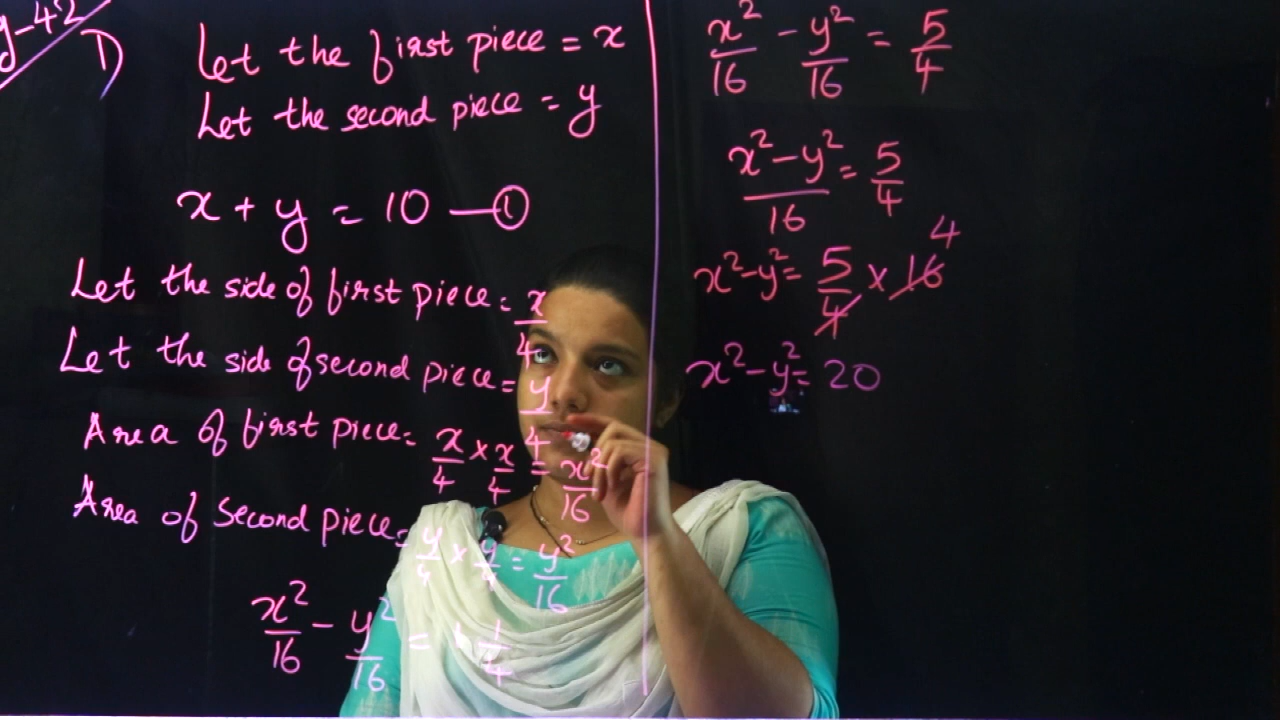 g-42
1) Let the first piece = x
Let the second piece = y
x + y = 10 —①
Let the side of first piece = x/4
Let the side of second piece = y/4
Area of first piece = x/4 × x/4 = x²/16
Area of second piece = y/4 × y/4 = y²/16
x²/16 − y²/16 = 1 1/4
x²/16 − y²/16 = 5/4
x²−y²/16 = 5/4
x²−y² = 5/4 × 16 4
x²−y² = 20